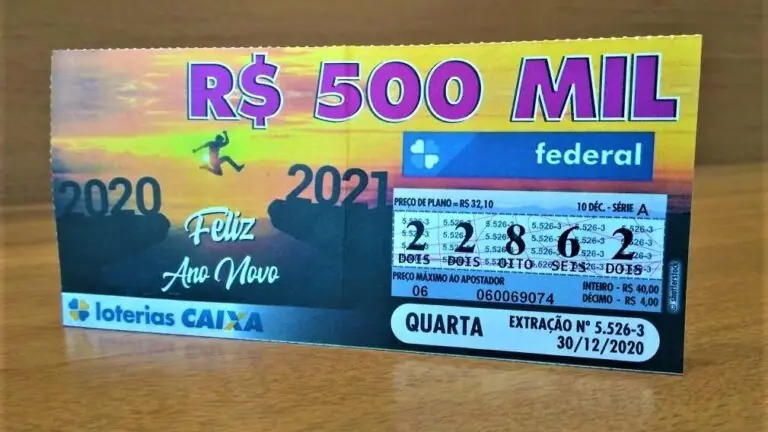 R$ 500 MIL
federal
2020
2021
Feliz
Ano Novo
PREÇO DE PLANO = R$ 32,10
10 DÉC. - SÉRIE A
2 2 8 6 2
DOIS DOIS OITO SEIS DOIS
PREÇO MÁXIMO AO APOSTADOR
06 060069074
INTEIRO - R$ 40,00
DÉCIMO - R$ 4,00
loterias CAIXA
QUARTA
EXTRAÇÃO Nº 5.526-3
30/12/2020